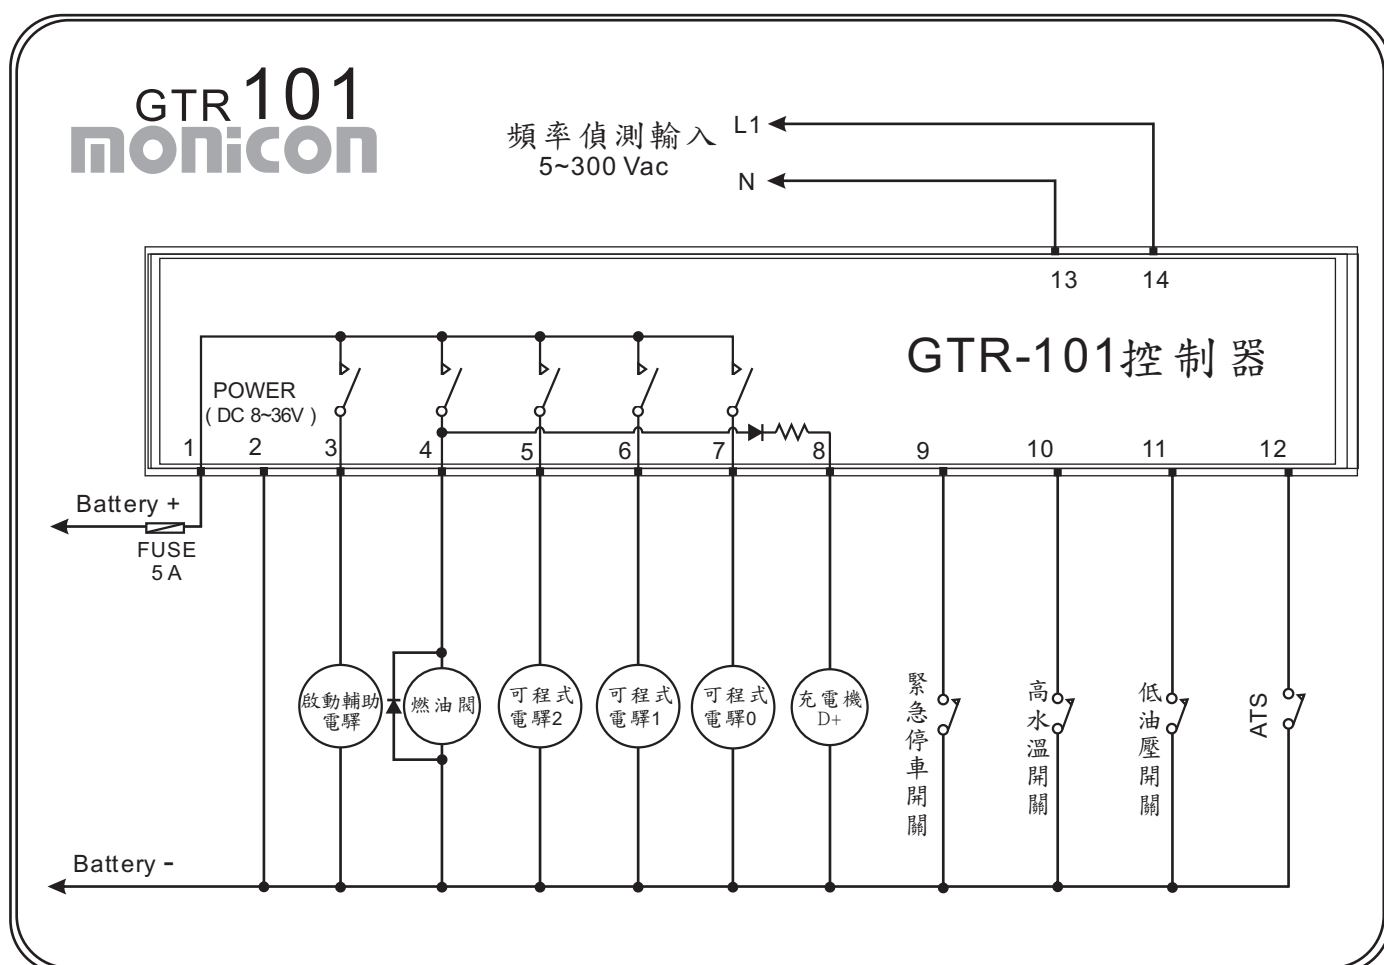 GTR 101
monicon
頻率偵測輸入
5~300 Vac
L1
N
13
14
GTR-101控制器
POWER
( DC 8~36V )
1
2
3
4
5
6
7
8
9
10
11
12
Battery +
FUSE
5 A
啟動輔助
電驛
燃油閥
可程式
電驛2
可程式
電驛1
可程式
電驛0
充電機
D+
緊急停車開關
高水溫開關
低油壓開關
ATS
Battery -